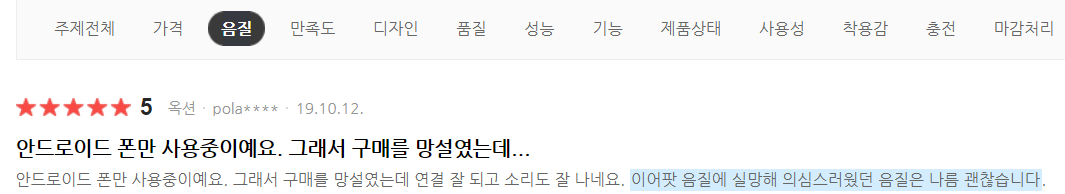 주제전체 가격 음질 만족도 디자인 품질 성능 기능 제품상태 사용성 착용감 충전 마감처리
5 옥션 · pola**** · 19.10.12.
안드로이드 폰만 사용중이예요. 그래서 구매를 망설였는데...
안드로이드 폰만 사용중이예요. 그래서 구매를 망설였는데 연결 잘 되고 소리도 잘 나네요. 이어팟 음질에 실망해 의심스러웠던 음질은 나름 괜찮습니다.